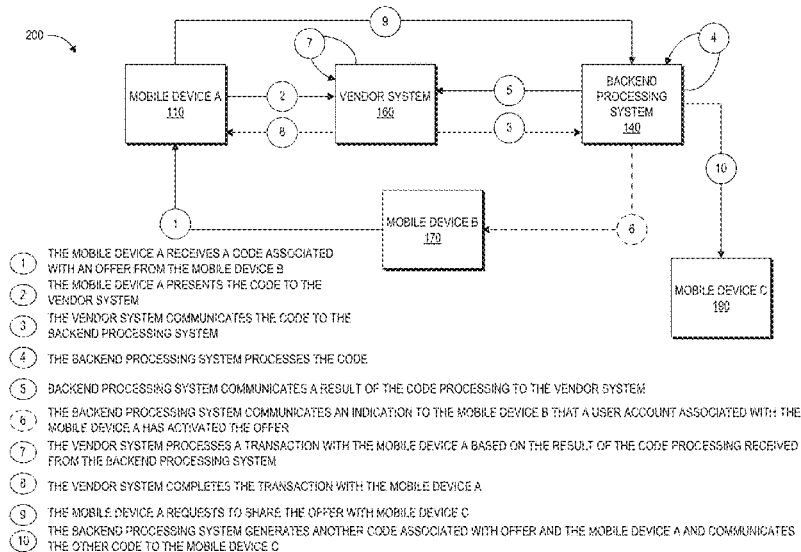 200
9
7
4
MOBILE DEVICE A
110
2
VENDOR SYSTEM
160
5
BACKEND
PROCESSING
SYSTEM
140
8
3
10
1
MOBILE DEVICE B
170
6
MOBILE DEVICE C
190
1 THE MOBILE DEVICE A RECEIVES A CODE ASSOCIATED
WITH AN OFFER FROM THE MOBILE DEVICE B
2 THE MOBILE DEVICE A PRESENTS THE CODE TO THE
VENDOR SYSTEM
3 THE VENDOR SYSTEM COMMUNICATES THE CODE TO THE
BACKEND PROCESSING SYSTEM
4 THE BACKEND PROCESSING SYSTEM PROCESSES THE CODE
5 BACKEND PROCESSING SYSTEM COMMUNICATES A RESULT OF THE CODE PROCESSING TO THE VENDOR SYSTEM
6 THE BACKEND PROCESSING SYSTEM COMMUNICATES AN INDICATION TO THE MOBILE DEVICE B THAT A USER ACCOUNT ASSOCIATED WITH THE
MOBILE DEVICE A HAS ACTIVATED THE OFFER
7 THE VENDOR SYSTEM PROCESSES A TRANSACTION WITH THE MOBILE DEVICE A BASED ON THE RESULT OF THE CODE PROCESSING RECEIVED
FROM THE BACKEND PROCESSING SYSTEM
8 THE VENDOR SYSTEM COMPLETES THE TRANSACTION WITH THE MOBILE DEVICE A
9 THE MOBILE DEVICE A REQUESTS TO SHARE THE OFFER WITH MOBILE DEVICE C
10 THE BACKEND PROCESSING SYSTEM GENERATES ANOTHER CODE ASSOCIATED WITH OFFER AND THE MOBILE DEVICE A AND COMMUNICATES
THE OTHER CODE TO THE MOBILE DEVICE C